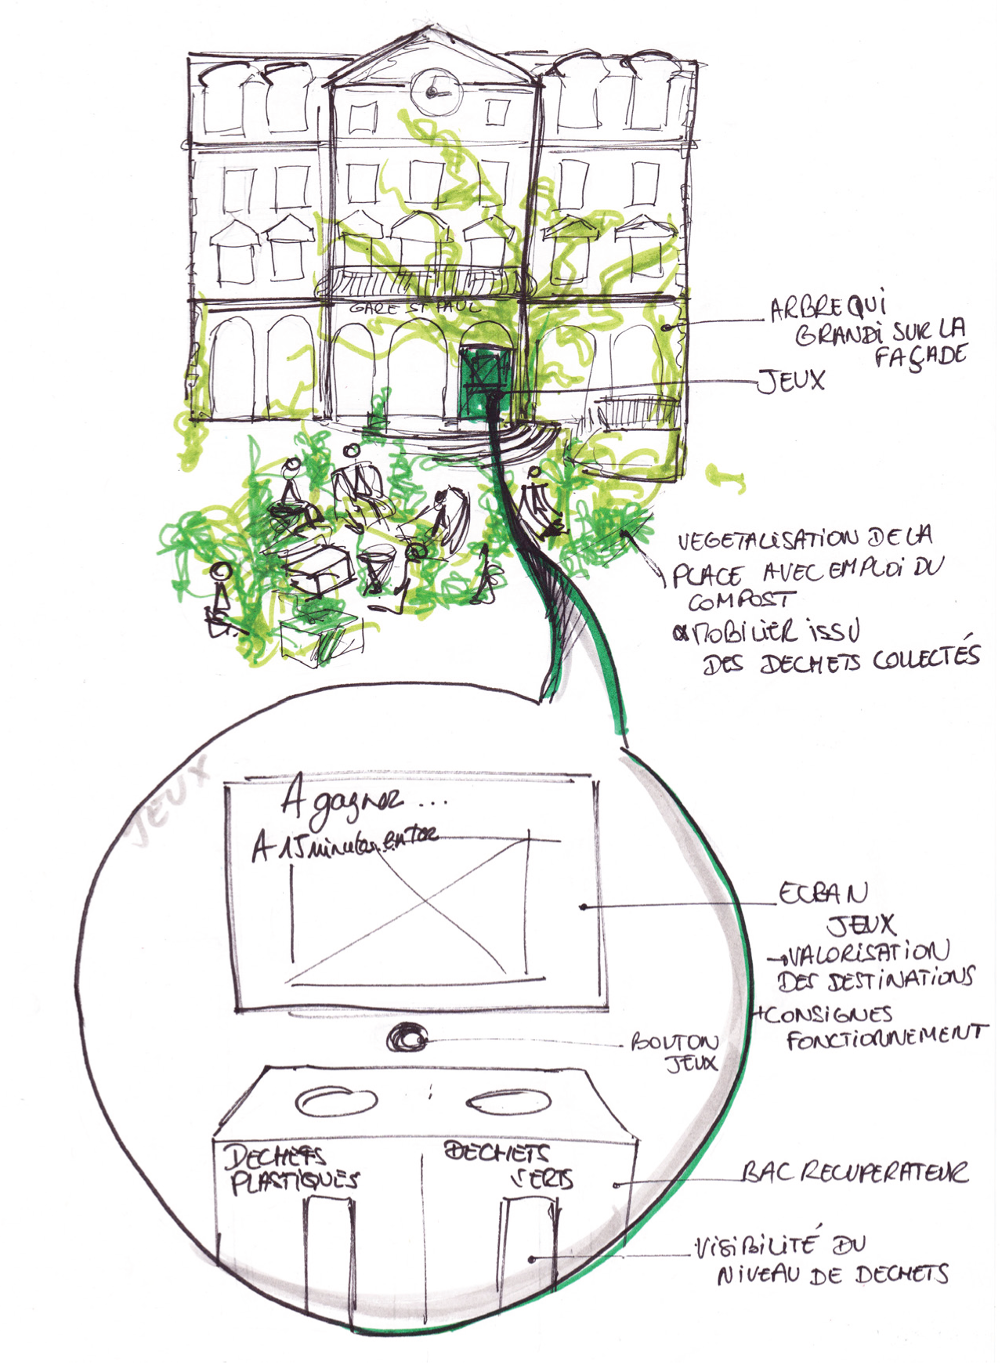 GARE ST PAUL
ARBRE QUI
GRANDI SUR LA
FAÇADE
JEUX
VEGETALISATION DE LA
PLACE AVEC EMPLOI DU
COMPOST
& MOBILIER ISSU
DES DECHETS COLLECTÉS
JEUX
A gagner ...
A 15 minutes en ter
ECRAN
JEUX
→ VALORISATION
DES DESTINATIONS
+ CONSIGNES
FONCTIONNEMENT
BOUTON
JEUX
DECHETS
PLASTIQUES
DECHETS
VERTS
BAC RECUPERATEUR
VISIBILITÉ DU
NIVEAU DE DECHETS